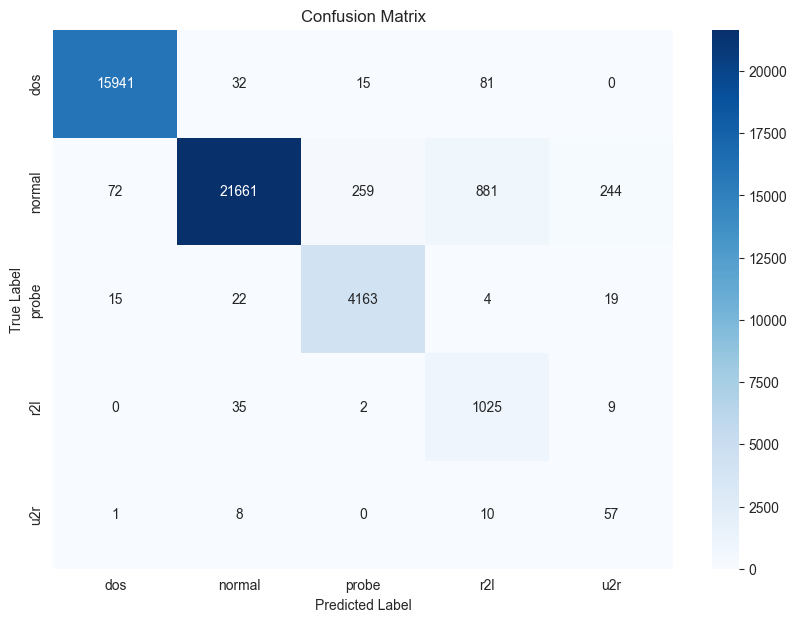 Confusion Matrix
True Label
dos 15941 32 15 81 0
normal 72 21661 259 881 244
probe 15 22 4163 4 19
r2l 0 35 2 1025 9
u2r 1 8 0 10 57
dos normal probe r2l u2r
Predicted Label
20000
17500
15000
12500
10000
7500
5000
2500
0